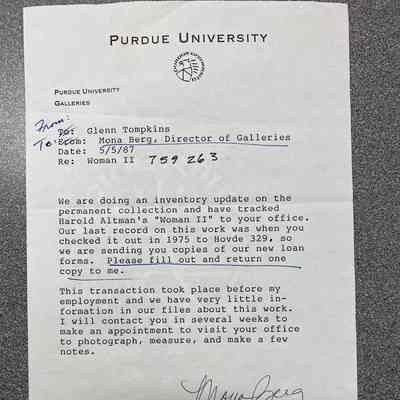 PURDUE UNIVERSITY
PURDUE UNIVERSITY
GALLERIES
From: To: Glenn Tompkins
To: From: Mona Berg, Director of Galleries
Date: 5/5/87
Re: Woman II 759 263
We are doing an inventory update on the
permanent collection and have tracked
Harold Altman's "Woman II" to your office.
Our last record on this work was when you
checked it out in 1975 to Hovde 329, so
we are sending you copies of our new loan
forms. Please fill out and return one
copy to me.
This transaction took place before my
employment and we have very little in-
formation in our files about this work.
I will contact you in several weeks to
make an appointment to visit your office
to photograph, measure, and make a few
notes.
Mona Berg